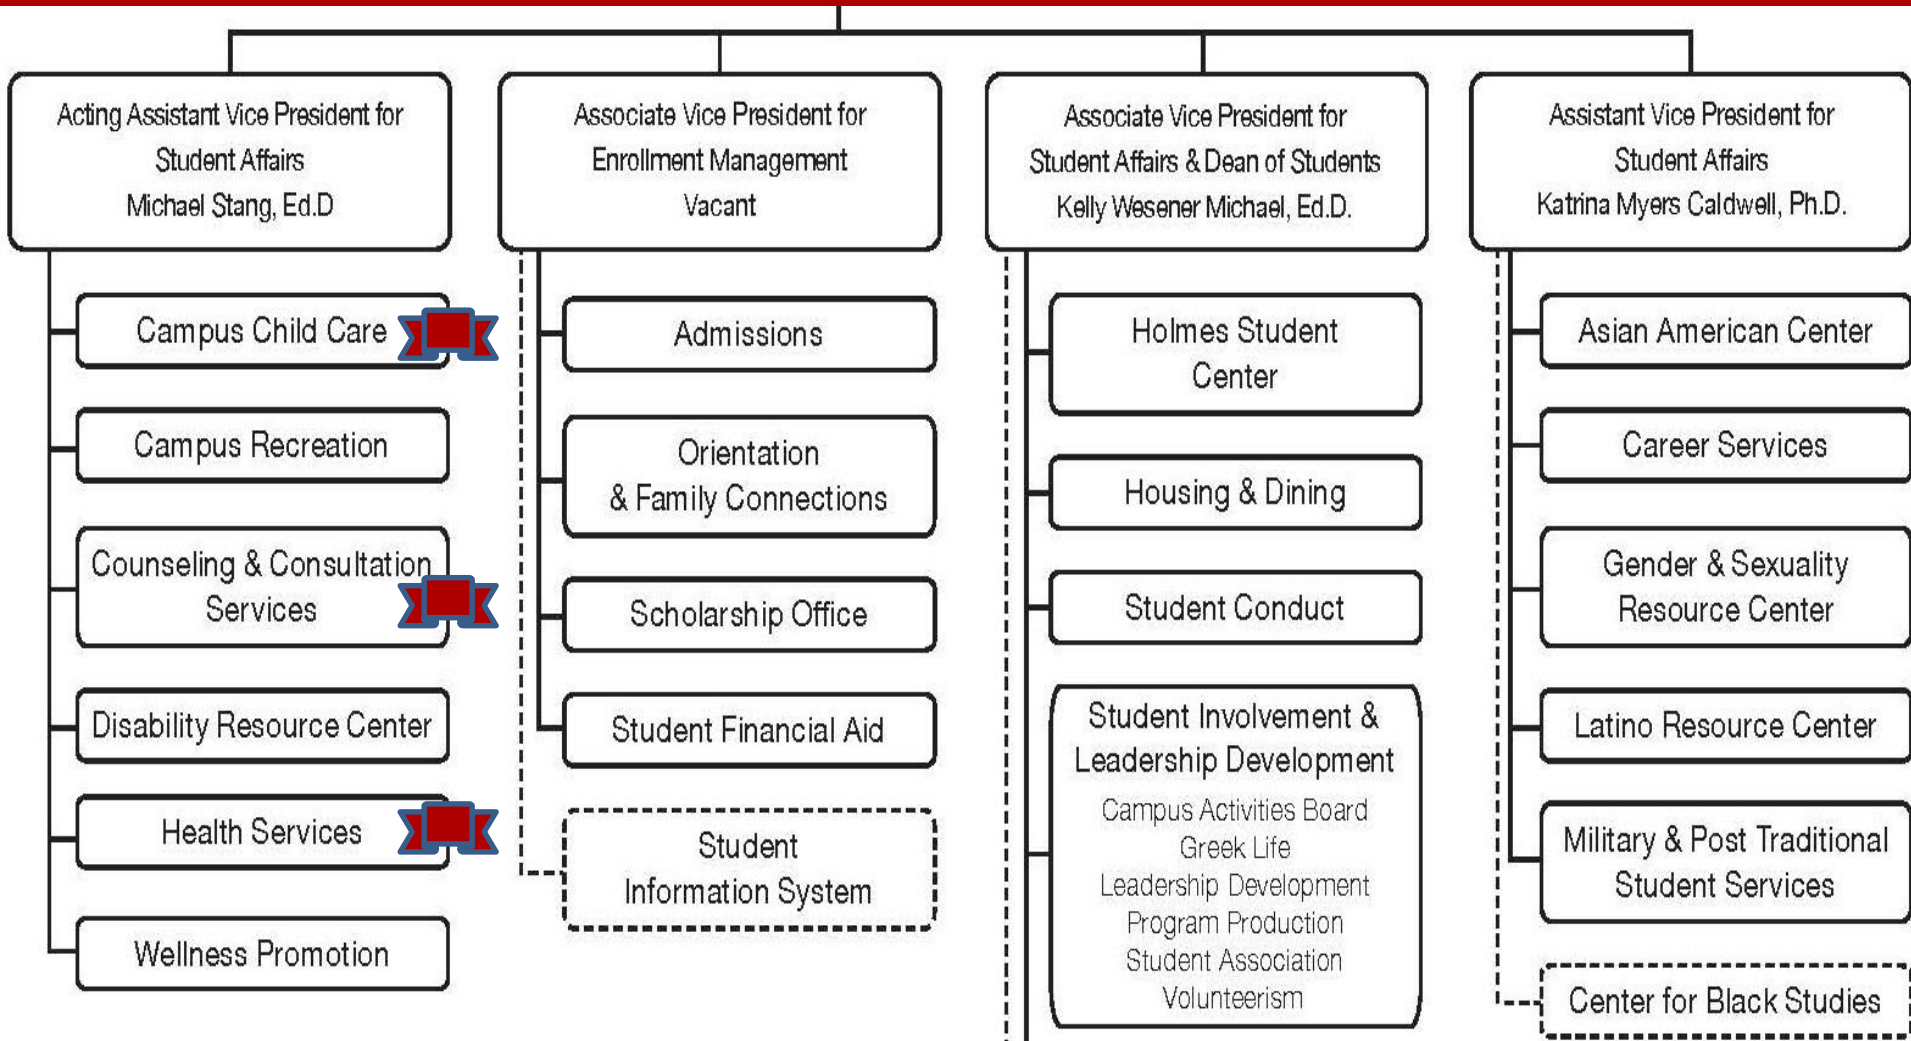 Acting Assistant Vice President for
Student Affairs
Michael Stang, Ed.D
Campus Child Care
Campus Recreation
Counseling & Consultation
Services
Disability Resource Center
Health Services
Wellness Promotion
Associate Vice President for
Enrollment Management
Vacant
Admissions
Orientation
& Family Connections
Scholarship Office
Student Financial Aid
Student
Information System
Associate Vice President for
Student Affairs & Dean of Students
Kelly Wesener Michael, Ed.D.
Holmes Student
Center
Housing & Dining
Student Conduct
Student Involvement &
Leadership Development
Campus Activities Board
Greek Life
Leadership Development
Program Production
Student Association
Volunteerism
Assistant Vice President for
Student Affairs
Katrina Myers Caldwell, Ph.D.
Asian American Center
Career Services
Gender & Sexuality
Resource Center
Latino Resource Center
Military & Post Traditional
Student Services
Center for Black Studies